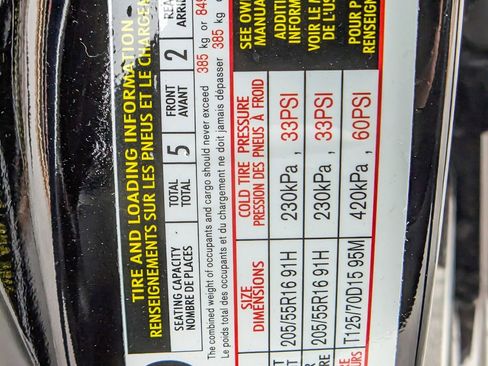 TIRE AND LOADING INFORMATION
RENSEIGNEMENTS SUR LES PNEUS ET LE CHARGE
SEATING CAPACITY TOTAL 5 FRONT 2
NOMBRE DE PLACES TOTAL AVANT
The combined weight of occupants and cargo should never exceed 385 kg or
Le poids total des occupants et du chargement ne doit jamais dépasser 385 kg or
SIZE COLD TIRE PRESSURE SEE
DIMENSIONS PRESSION DES PNEUS À FROID MANUAL
205/55R16 91H 230kPa, 33PSI
205/55R16 91H 230kPa, 33PSI VOIR LE
T125/70D15 95M 420kPa, 60PSI POUR